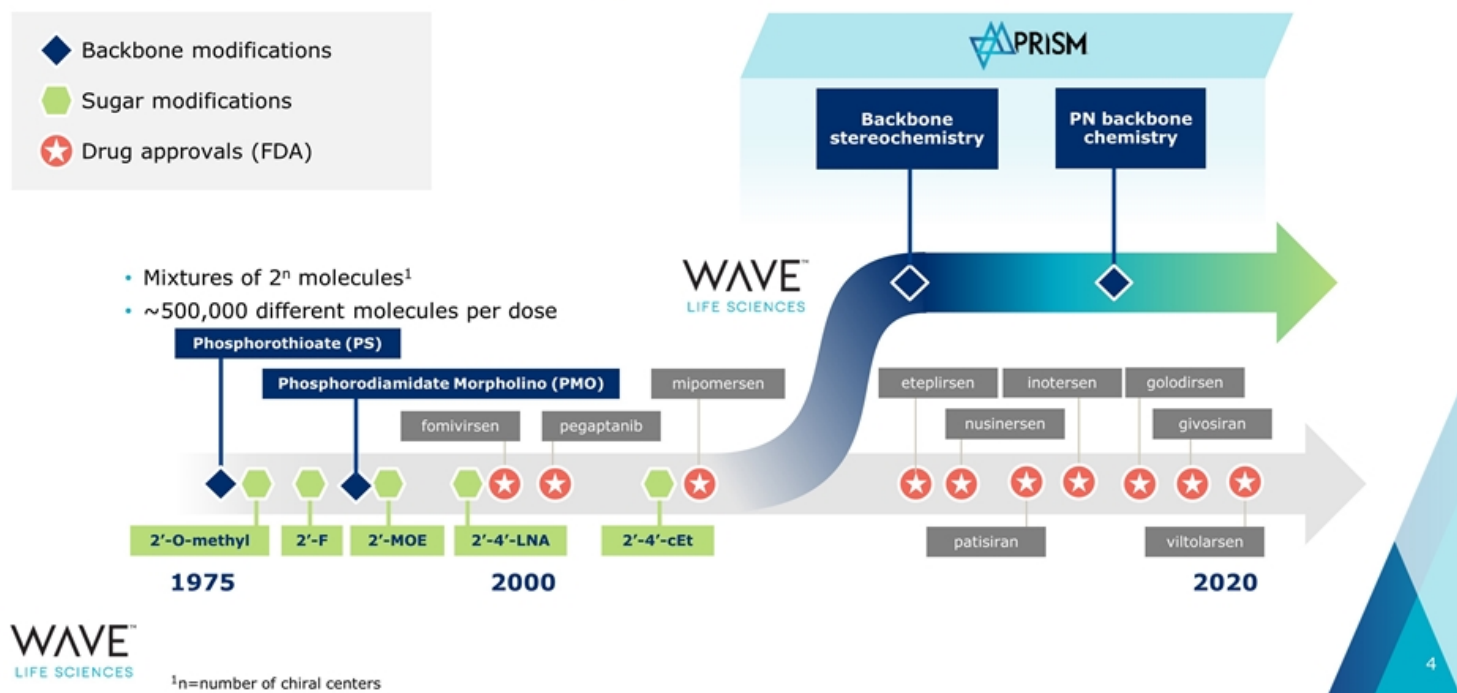 Backbone modifications
Sugar modifications
Drug approvals (FDA)
PRISM
Backbone
stereochemistry
PN backbone
chemistry
• Mixtures of 2ⁿ molecules¹
• ~500,000 different molecules per dose
WAVE™
LIFE SCIENCES
Phosphorothioate (PS)
Phosphorodiamidate Morpholino (PMO)
mipomersen
eteplirsen
inotersen
golodirsen
fomivirsen
pegaptanib
nusinersen
givosiran
2′-O-methyl
2′-F
2′-MOE
2′-4′-LNA
2′-4′-cEt
patisiran
viltolarsen
1975
2000
2020
WAVE™
LIFE SCIENCES
¹n=number of chiral centers
4